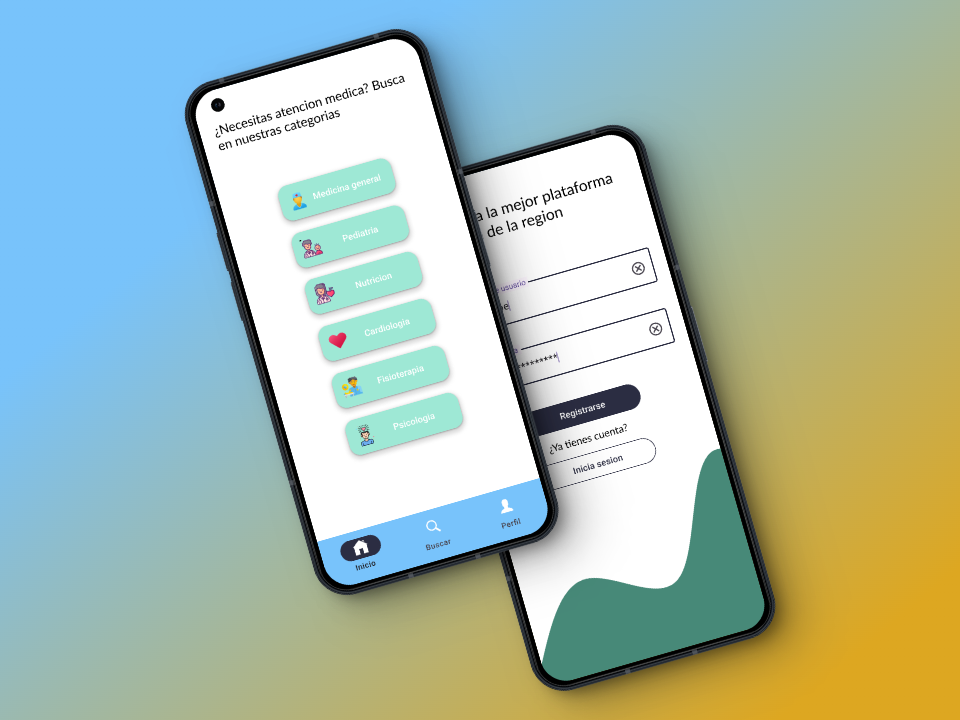 ¿Necesitas atencion medica? Busca
en nuestras categorias
Medicina general
Pediatria
Nutricion
Cardiologia
Fisioterapia
Psicologia
Inicio
Buscar
Perfil
a la mejor plataforma
de la region
usuario
**********
Registrarse
¿Ya tienes cuenta?
Inicia sesion